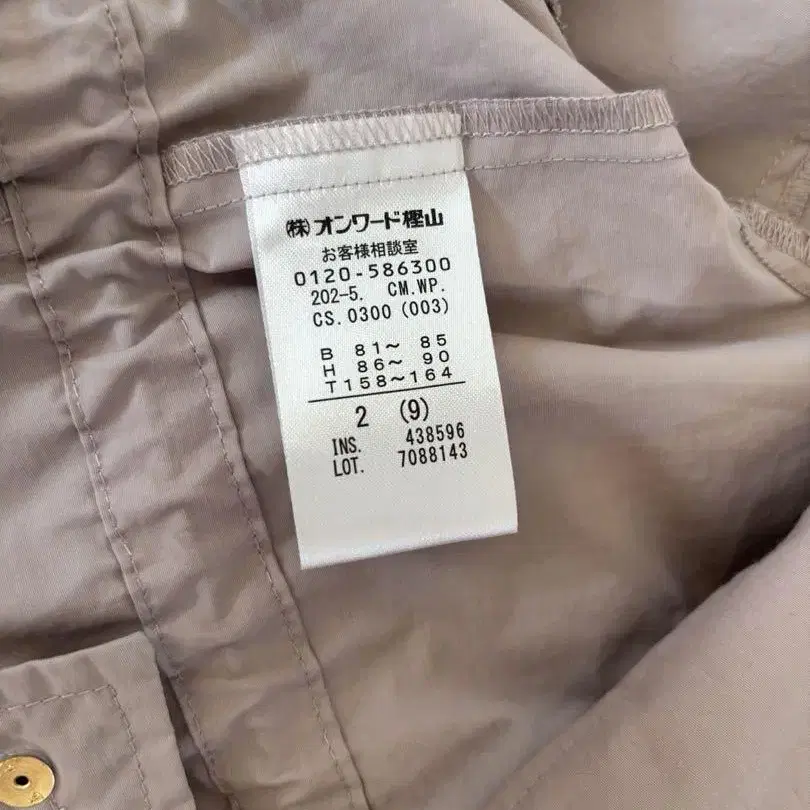 ㈱オンワード樫山
お客様相談室
0120-586300
202-5. CM.WP.
CS.0300 (003)
B 81～ 85
H 86～ 90
T158～164
2 (9)
INS. 438596
LOT. 7088143